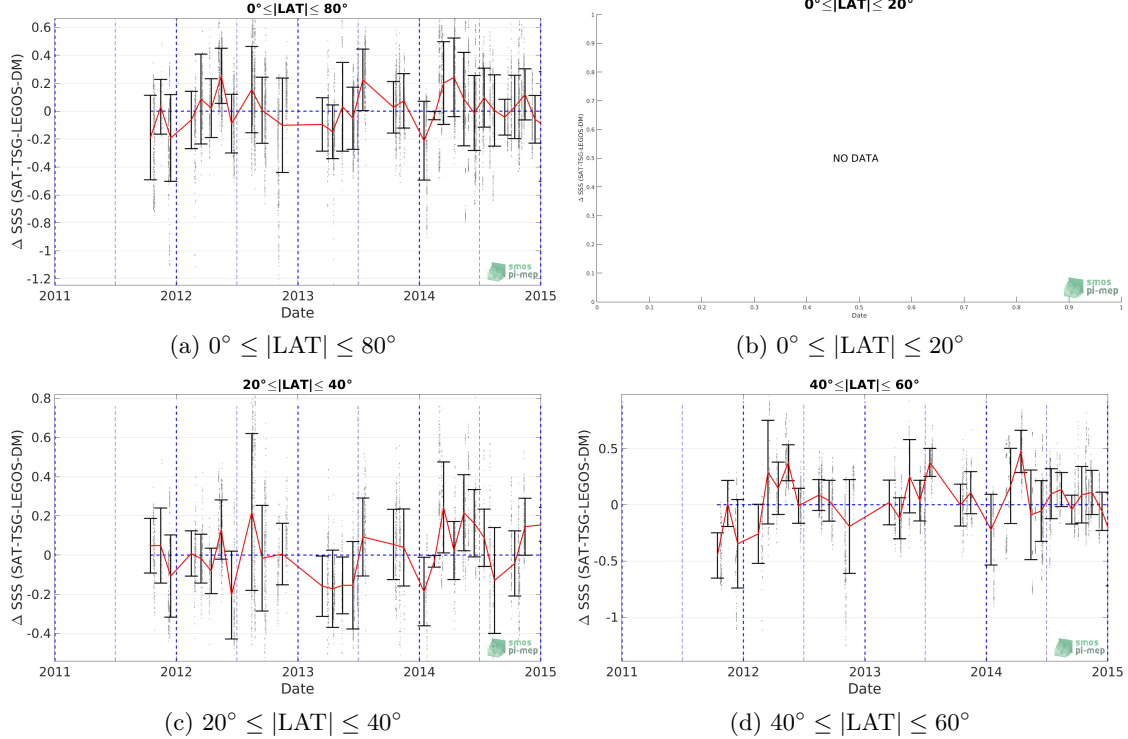 0°≤|LAT|≤ 80°
Δ SSS (SAT-TSG-LEGOS-DM)
0.6
0.4
0.2
0
-0.2
-0.4
-0.6
-0.8
-1
-1.2
2011 2012 2013 2014 2015
Date
smos
pi-mep
(a) 0° ≤ |LAT| ≤ 80°
0°≤|LAT|≤ 20°
Δ SSS (SAT-TSG-LEGOS-DM)
1
0.9
0.8
0.7
0.6
0.5
0.4
0.3
0.2
0.1
0
NO DATA
0 0.1 0.2 0.3 0.4 0.5 0.6 0.7 0.8 0.9 1
Date
smos
pi-mep
(b) 0° ≤ |LAT| ≤ 20°
20°≤|LAT|≤ 40°
Δ SSS (SAT-TSG-LEGOS-DM)
0.8
0.6
0.4
0.2
0
-0.2
-0.4
2011 2012 2013 2014 2015
Date
smos
pi-mep
(c) 20° ≤ |LAT| ≤ 40°
40°≤|LAT|≤ 60°
Δ SSS (SAT-TSG-LEGOS-DM)
0.5
0
-0.5
-1
2011 2012 2013 2014 2015
Date
smos
pi-mep
(d) 40° ≤ |LAT| ≤ 60°